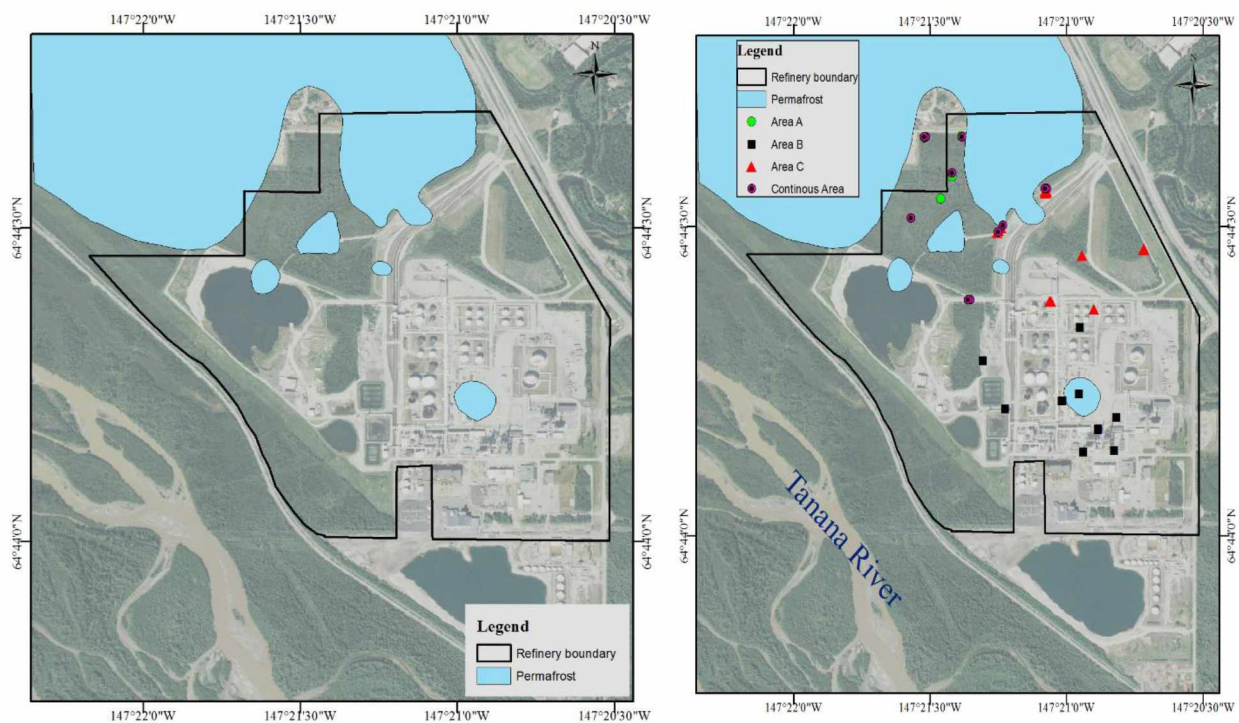 147°22'0"W
147°21'30"W
147°21'0"W
147°20'30"W
N
64°44'30"N
64°44'30"N
64°44'0"N
64°44'0"N
Legend
Refinery boundary
Permafrost
147°22'0"W
147°21'30"W
147°21'0"W
147°20'30"W
147°22'0"W
147°21'30"W
147°21'0"W
147°20'30"W
Legend
Refinery boundary
Permafrost
Area A
Area B
Area C
Continous Area
N
64°44'30"N
64°44'30"N
64°44'0"N
64°44'0"N
Tanana River
147°22'0"W
147°21'30"W
147°21'0"W
147°20'30"W